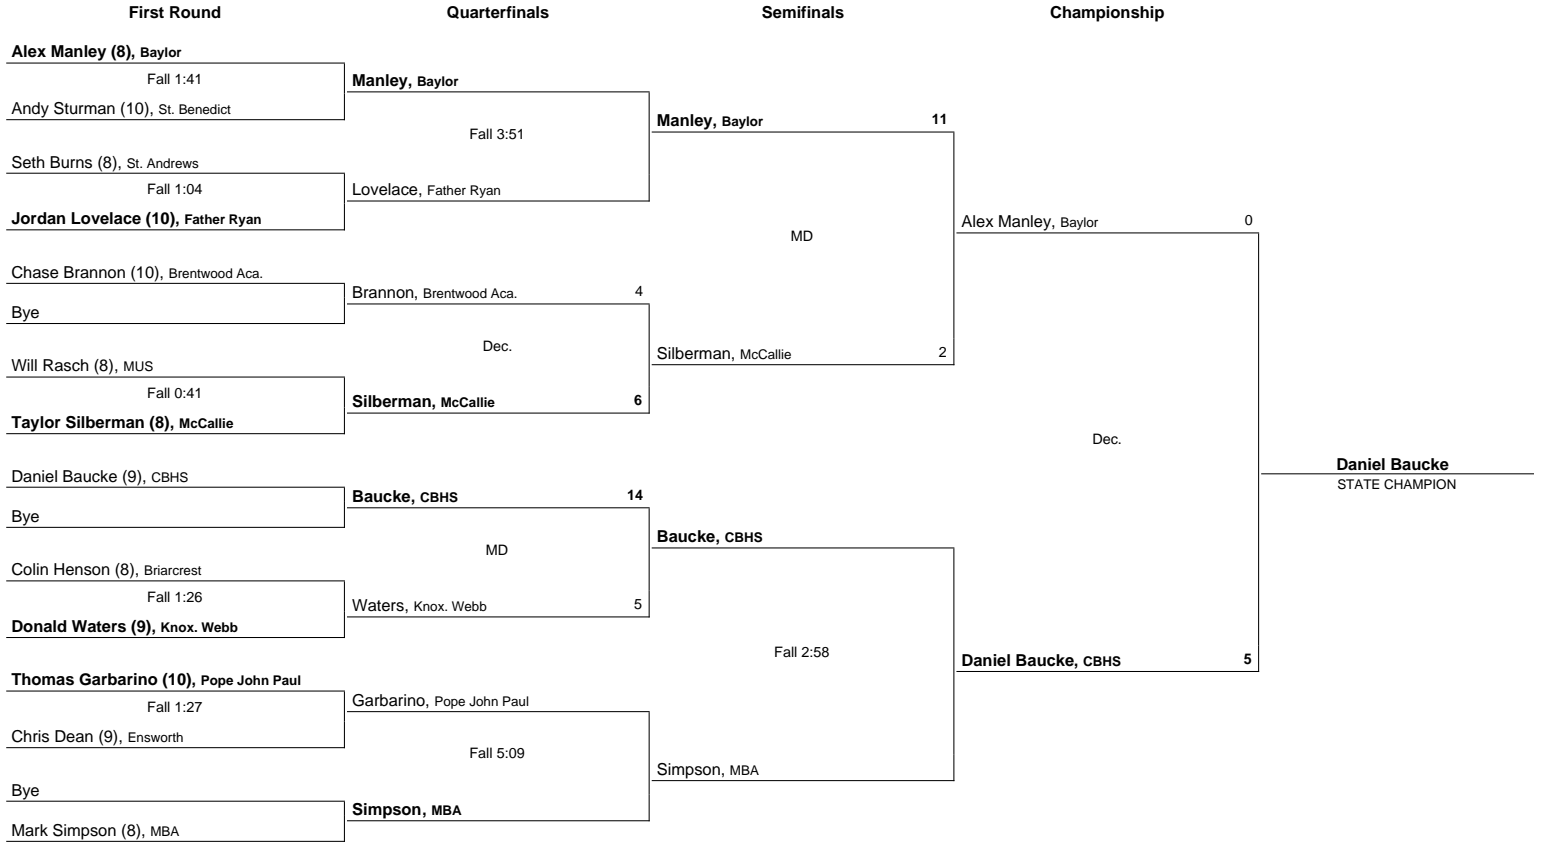 First Round Quarterfinals Semifinals Championship
Alex Manley (8), Baylor
Fall 1:41
Andy Sturman (10), St. Benedict
Seth Burns (8), St. Andrews
Fall 1:04
Jordan Lovelace (10), Father Ryan
Chase Brannon (10), Brentwood Aca.
Bye
Will Rasch (8), MUS
Fall 0:41
Taylor Silberman (8), McCallie
Daniel Baucke (9), CBHS
Bye
Colin Henson (8), Briarcrest
Fall 1:26
Donald Waters (9), Knox. Webb
Thomas Garbarino (10), Pope John Paul
Fall 1:27
Chris Dean (9), Ensworth
Bye
Mark Simpson (8), MBA
Manley, Baylor
Fall 3:51
Lovelace, Father Ryan
Brannon, Brentwood Aca. 4
Dec.
Silberman, McCallie 6
Baucke, CBHS 14
MD
Waters, Knox. Webb 5
Garbarino, Pope John Paul
Fall 5:09
Simpson, MBA
Manley, Baylor 11
MD
Silberman, McCallie 2
Baucke, CBHS
Fall 2:58
Simpson, MBA
Alex Manley, Baylor 0
Dec.
Daniel Baucke, CBHS 5
Daniel Baucke
STATE CHAMPION